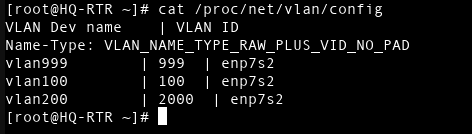 [root@HQ-RTR ~]# cat /proc/net/vlan/config
VLAN Dev name    | VLAN ID
Name-Type: VLAN_NAME_TYPE_RAW_PLUS_VID_NO_PAD
vlan999        | 999  | enp7s2
vlan100        | 100  | enp7s2
vlan200        | 2000  | enp7s2
[root@HQ-RTR ~]#